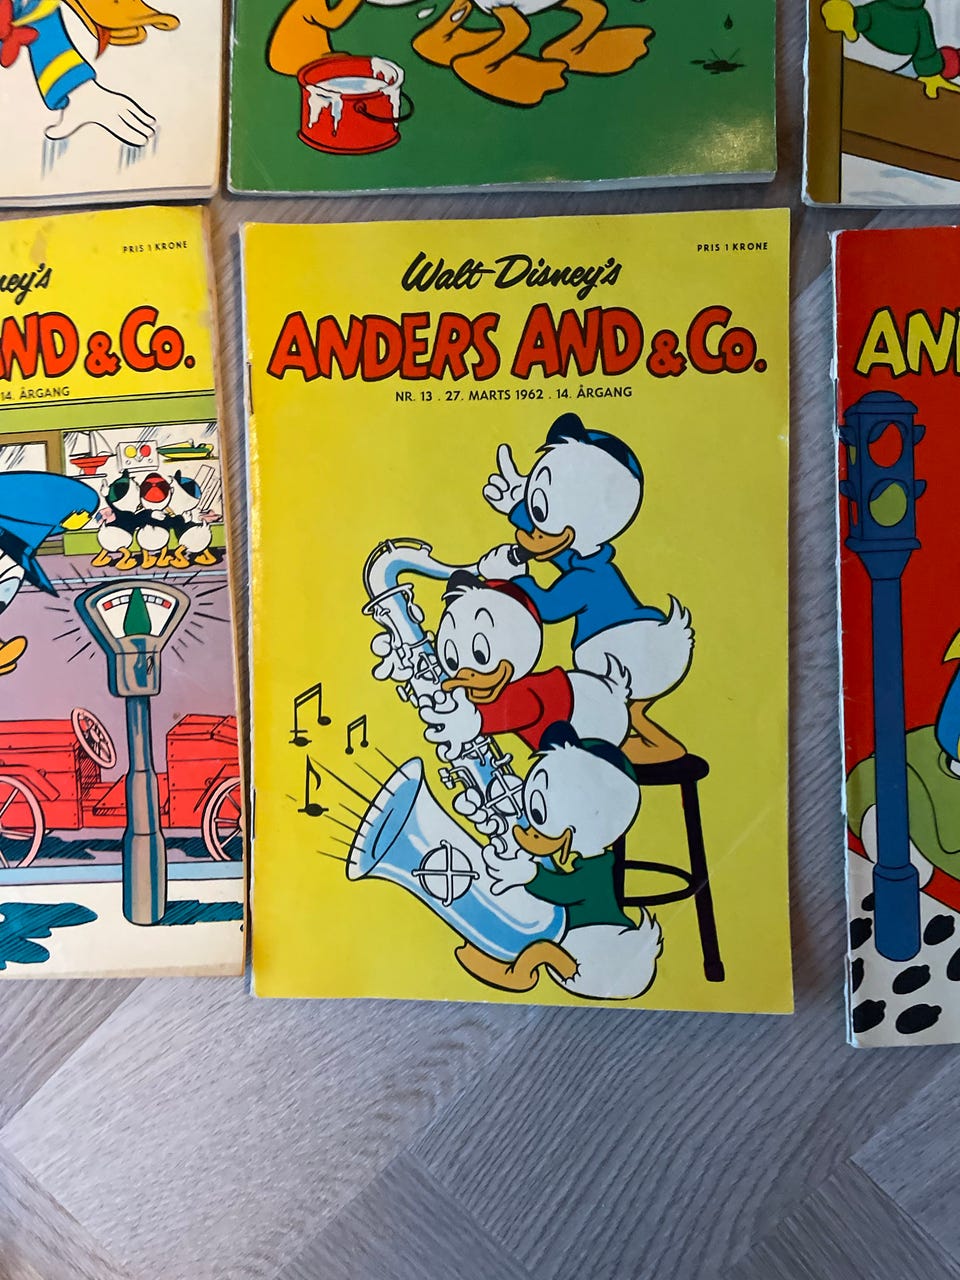 PRIS 1 KRONE
ney's
AND & Co.
14. ÅRGANG
PRIS 1 KRONE
Walt Disney's
ANDERS AND & Co.
NR. 13 . 27. MARTS 1962 . 14. ÅRGANG
AN